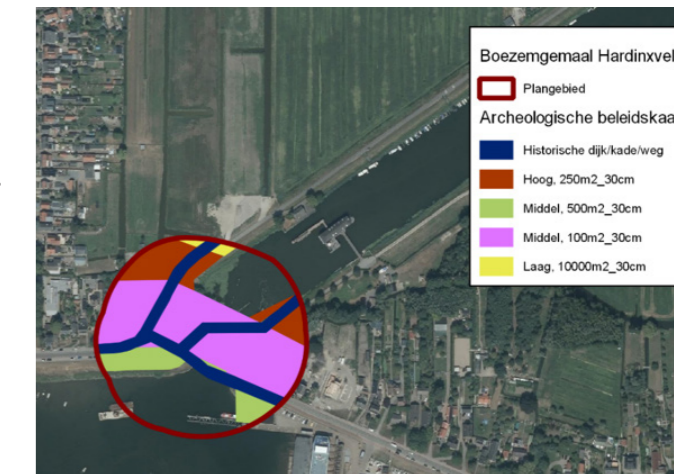 Boezemgemaal Hardinxvel
Plangebied
Archeologische beleidskaa
Historische dijk/kade/weg
Hoog, 250m2_30cm
Middel, 500m2_30cm
Middel, 100m2_30cm
Laag, 10000m2_30cm